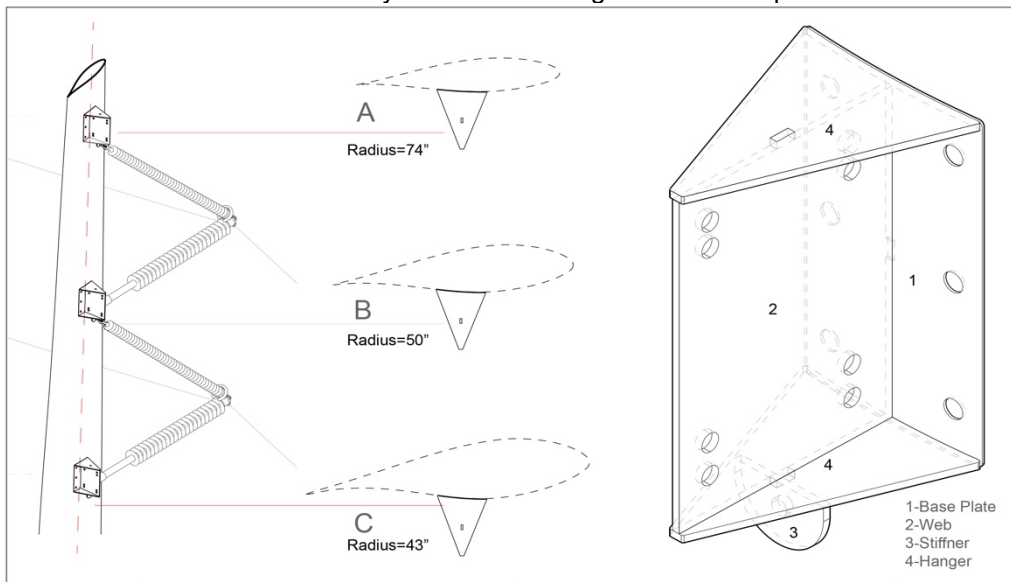 A
Radius=74”
B
Radius=50”
C
Radius=43”
4
1
2
4
3
1-Base Plate
2-Web
3-Stiffner
4-Hanger